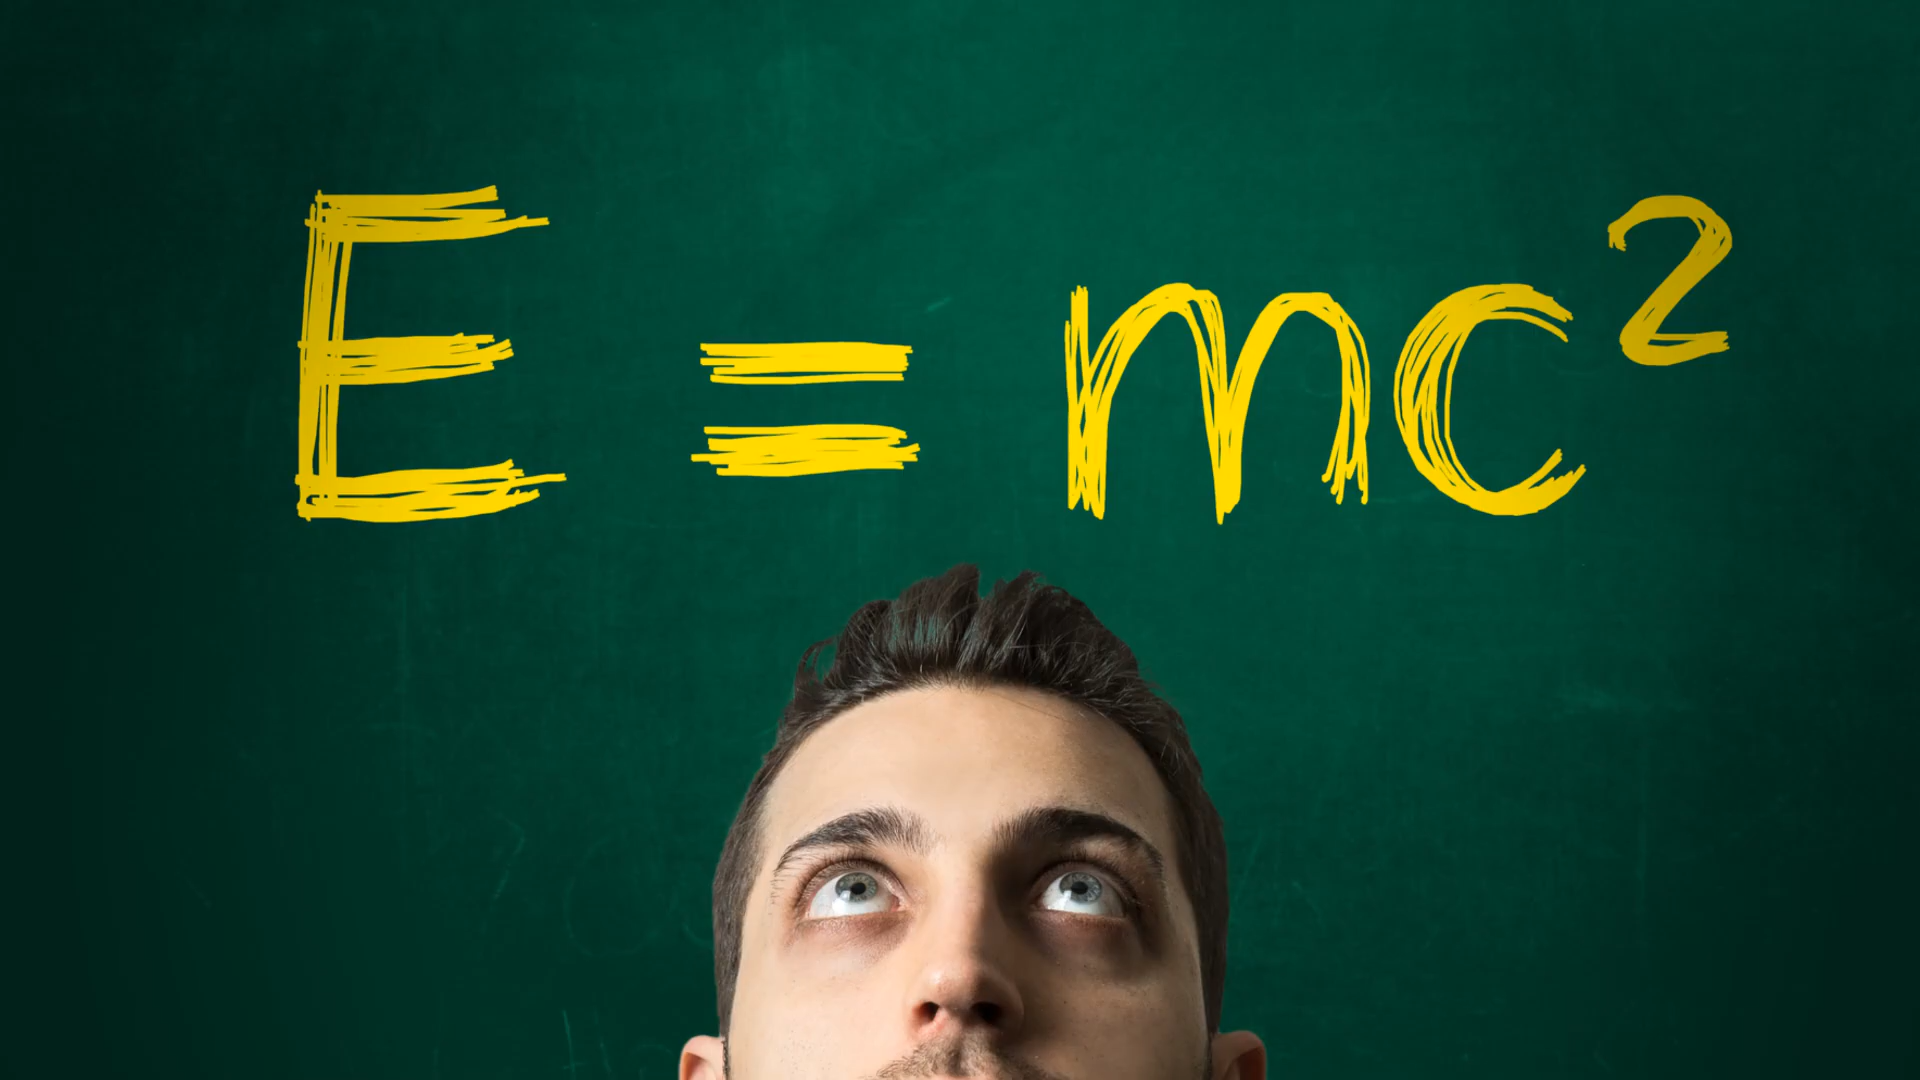 E = mc²